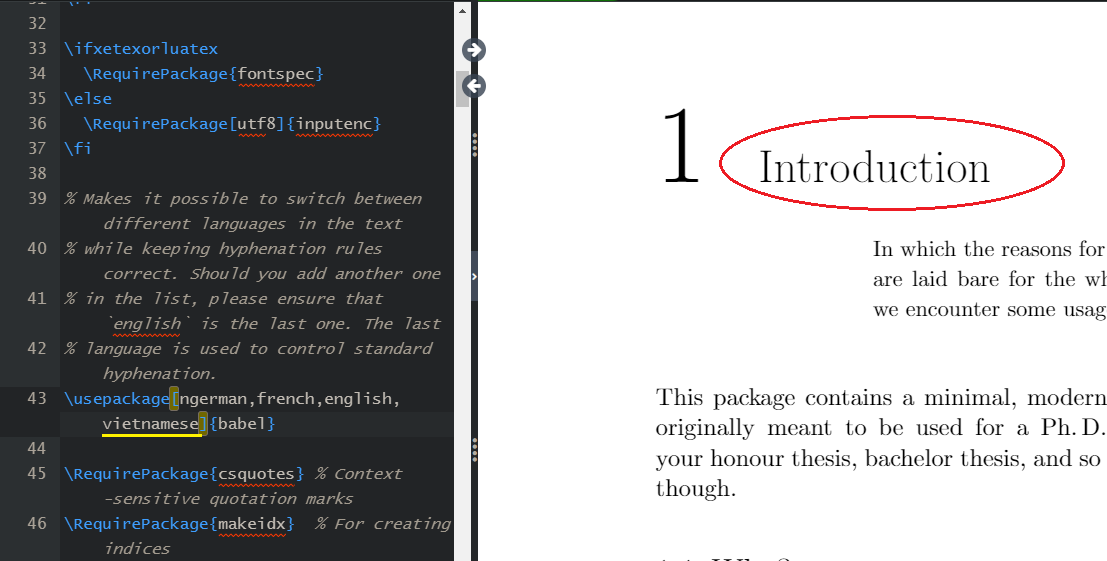 32
33 \ifxetexorluatex
34 \RequirePackage{fontspec}
35 \else
36 \RequirePackage[utf8]{inputenc}
37 \fi
38
39 % Makes it possible to switch between
different languages in the text
40 % while keeping hyphenation rules
correct. Should you add another one
41 % in the list, please ensure that
`english` is the last one. The last
42 % language is used to control standard
hyphenation.
43 \usepackage[ngerman,french,english,
vietnamese]{babel}
44
45 \RequirePackage{csquotes} % Context
-sensitive quotation marks
46 \RequirePackage{makeidx} % For creating
indices
1 Introduction
In which the reasons for
are laid bare for the
we encounter some
This package contains a minimal, modern
originally meant to be used for a Ph. D.
your honour thesis, bachelor thesis, and so
though.